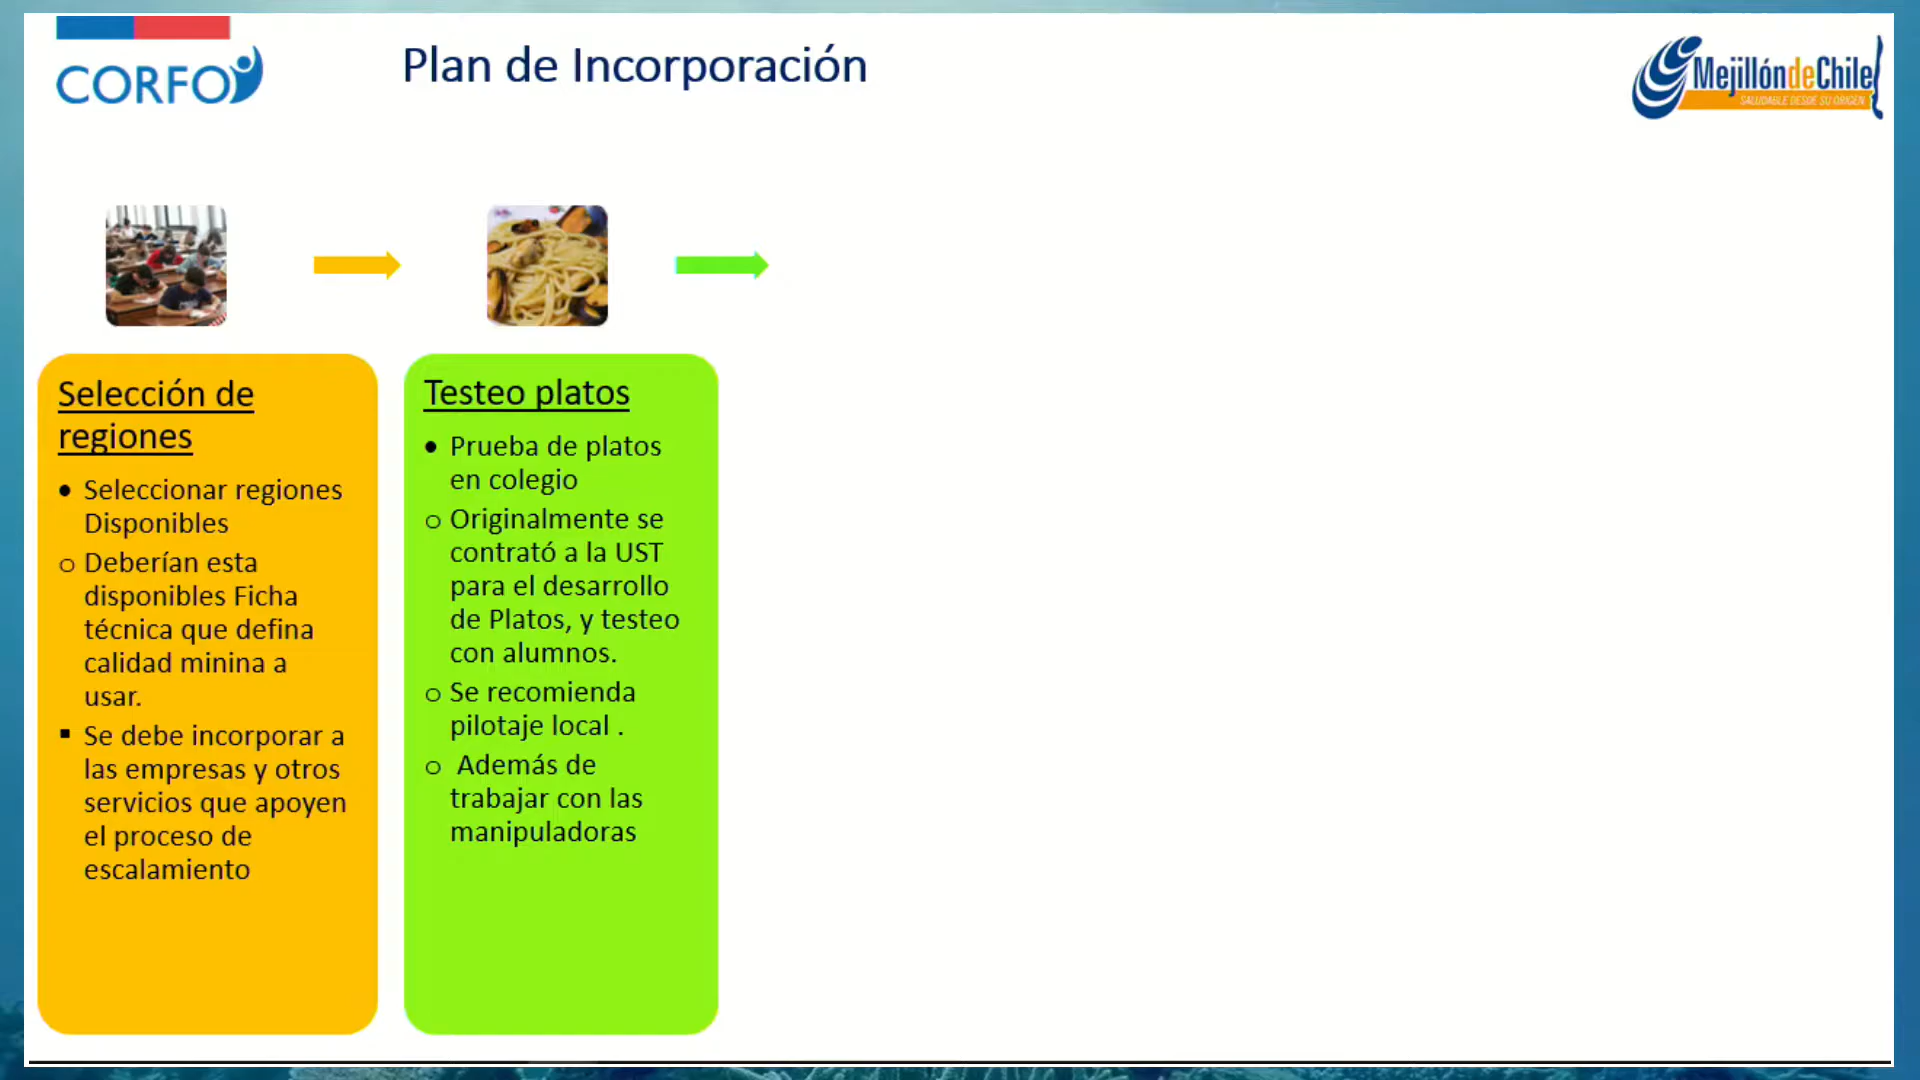 CORFO
Plan de Incorporación
MejillóndeChile
SALUDABLE DESDE SU ORIGEN
Selección de
regiones
• Seleccionar regiones
Disponibles
o Deberían esta
disponibles Ficha
técnica que defina
calidad minina a
usar.
▪ Se debe incorporar a
las empresas y otros
servicios que apoyen
el proceso de
escalamiento
Testeo platos
• Prueba de platos
en colegio
o Originalmente se
contrató a la UST
para el desarrollo
de Platos, y testeo
con alumnos.
o Se recomienda
pilotaje local .
o Además de
trabajar con las
manipuladoras